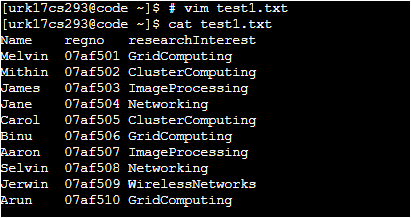 [urk17cs293@code ~]$ # vim test1.txt
[urk17cs293@code ~]$ cat test1.txt
Name    regno  researchInterest
Melvin  07af501 GridComputing
Mithin  07af502 ClusterComputing
James   07af503 ImageProcessing
Jane    07af504 Networking
Carol   07af505 ClusterComputing
Binu    07af506 GridComputing
Aaron   07af507 ImageProcessing
Selvin  07af508 Networking
Jerwin  07af509 WirelessNetworks
Arun    07af510 GridComputing